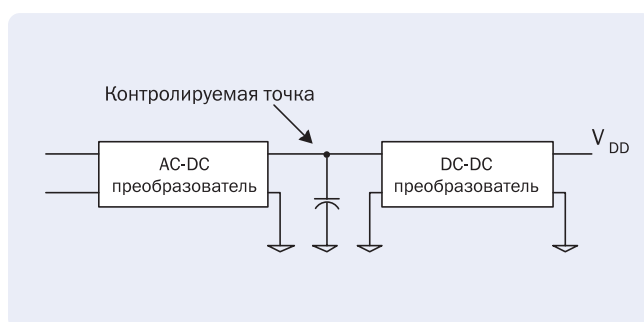 Контролируемая точка
AC-DC
преобразователь
DC-DC
преобразователь
V DD